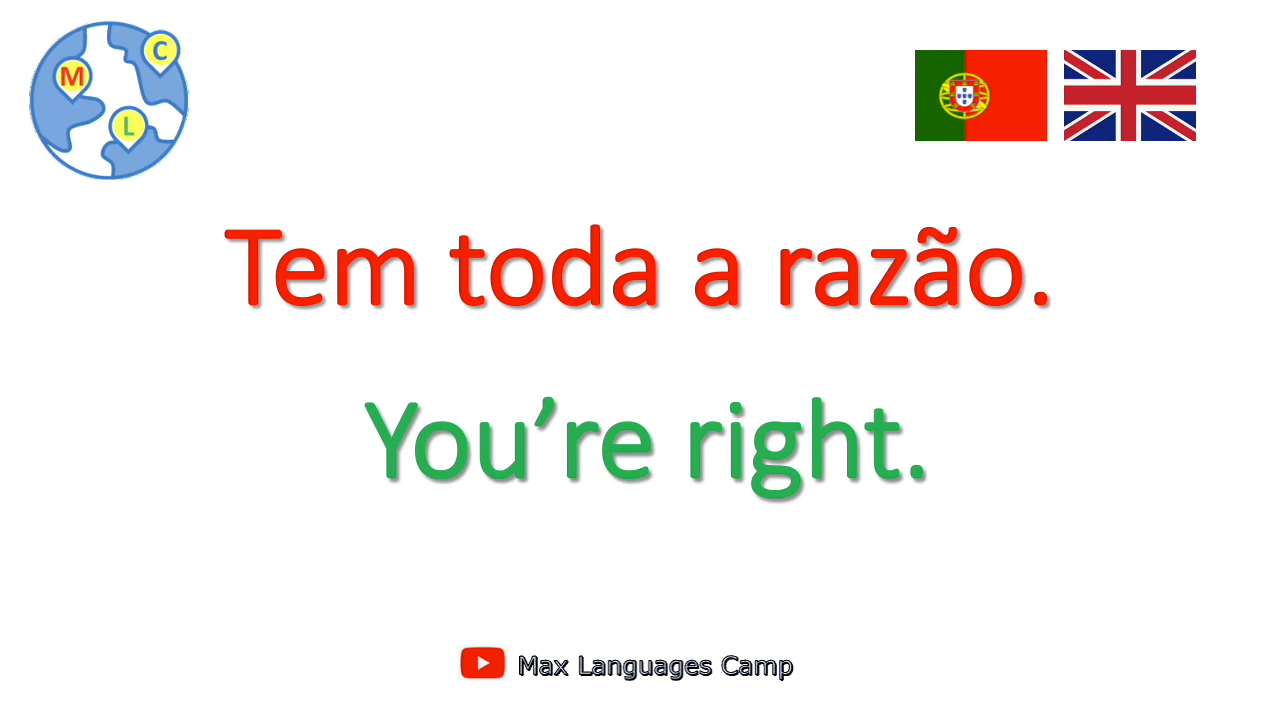 M
C
L
Tem toda a razão.
You’re right.
Max Languages Camp